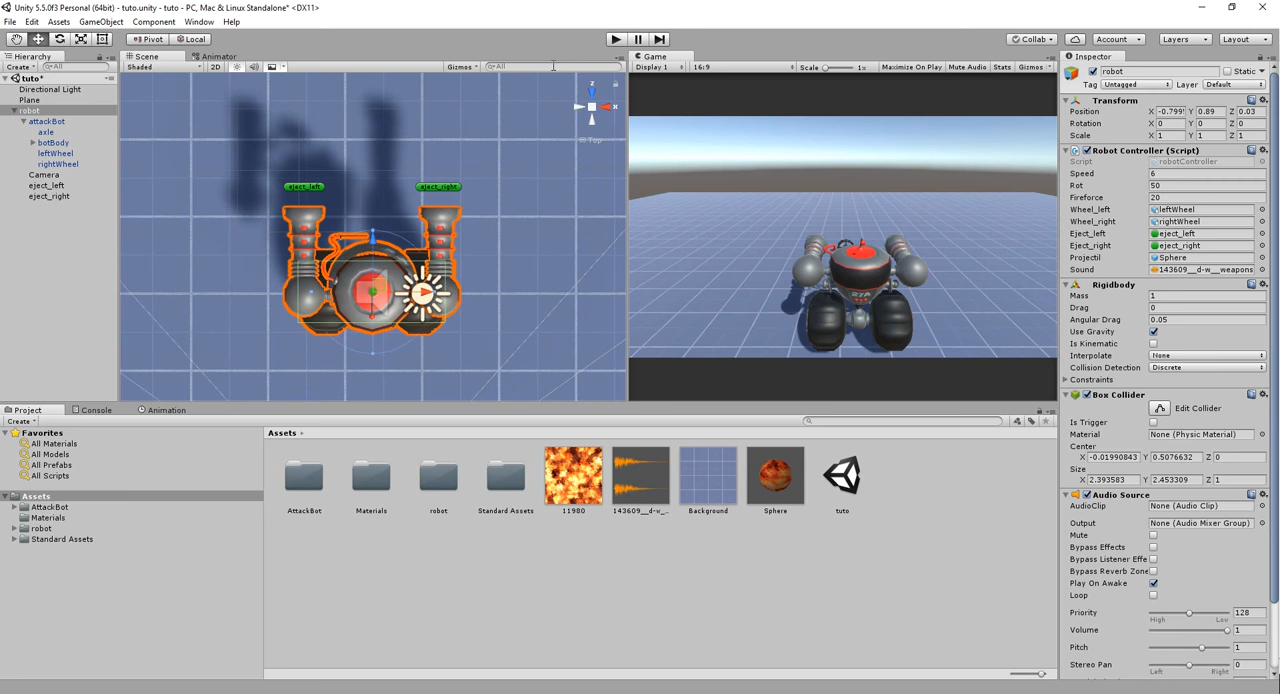 Unity 5.5.0f3 Personal (64bit) - tuto.unity - tuto - PC, Mac & Linux Standalone* <DX11>
File Edit Assets GameObject Component Window Help
Pivot Local Collab Account Layers Layout
Hierarchy Scene Animator Game Inspector
Create All Shaded 2D Gizmos All Display 1 16:9 Scale 1x Maximize On Play Mute Audio Stats Gizmos
robot Static
Tag Untagged Layer Default
tuto*
Directional Light
Plane
robot
attackBot
axle
botBody
leftWheel
rightWheel
Camera
eject_left
eject_right
z
x
Top
eject_left eject_right
R7A
Transform
Position X -0.799 Y 0.89 Z 0.03
Rotation X 0 Y 0 Z 0
Scale X 1 Y 1 Z 1
Robot Controller (Script)
Script robotController
Speed 6
Rot 50
Fireforce 20
Wheel_left leftWheel
Wheel_right rightWheel
Eject_left eject_left
Eject_right eject_right
Projectil Sphere
Sound 143609__d-w__weapons
Rigidbody
Mass 1
Drag 0
Angular Drag 0.05
Use Gravity
Is Kinematic
Interpolate None
Collision Detection Discrete
Constraints
Box Collider
Edit Collider
Is Trigger
Material None (Physic Material)
Center
X -0.01990843 Y 0.5076632 Z 0
Size
X 2.393583 Y 2.453309 Z 1
Audio Source
AudioClip None (Audio Clip)
Output None (Audio Mixer Group)
Mute
Bypass Effects
Bypass Listener Effe
Bypass Reverb Zone
Play On Awake
Loop
Priority 128
High Low
Volume 1
Pitch 1
Stereo Pan 0
Left Right
Project Console Animation
Create
Favorites
All Materials
All Models
All Prefabs
All Scripts
Assets
AttackBot
Materials
robot
Standard Assets
Assets
AttackBot Materials robot Standard Assets 11980 143609__d-w_... Background Sphere tuto